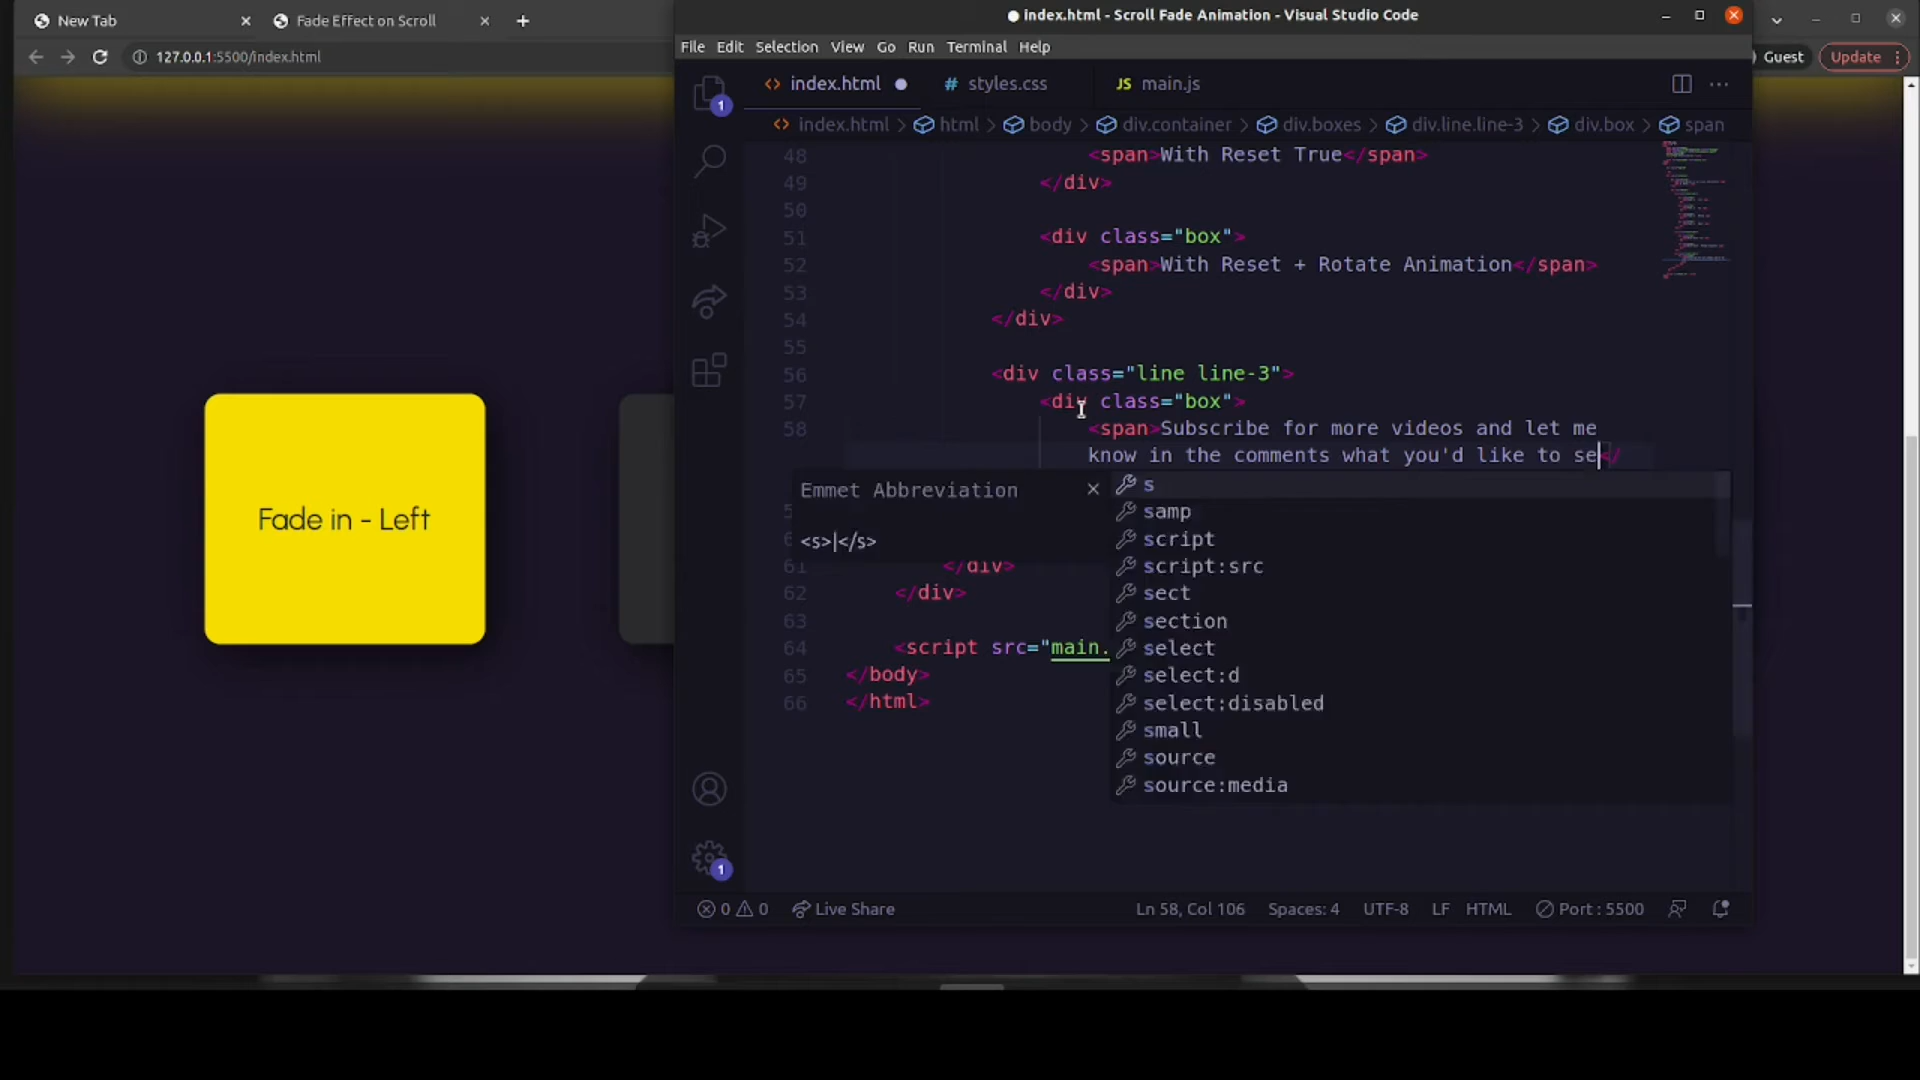 New Tab
Fade Effect on Scroll
127.0.0.1:5500/index.html
Fade in - Left
index.html - Scroll Fade Animation - Visual Studio Code
File Edit Selection View Go Run Terminal Help
Guest
Update
1
index.html
# styles.css
JS main.js
index.html > html > body > div.container > div.boxes > div.line.line-3 > div.box > span
48 <span>With Reset True</span>
49 </div>
50
51 <div class="box">
52 <span>With Reset + Rotate Animation</span>
53 </div>
54 </div>
55
56 <div class="line line-3">
57 <div class="box">
58 <span>Subscribe for more videos and let me
know in the comments what you'd like to se</
Emmet Abbreviation
<s>|</s>
s
samp
script
script:src
sect
section
select
select:d
select:disabled
small
source
source:media
61 </div>
62 </div>
63
64 <script src="main.
65 </body>
66 </html>
1
0 0
Live Share
Ln 58, Col 106
Spaces: 4
UTF-8
LF
HTML
Port : 5500